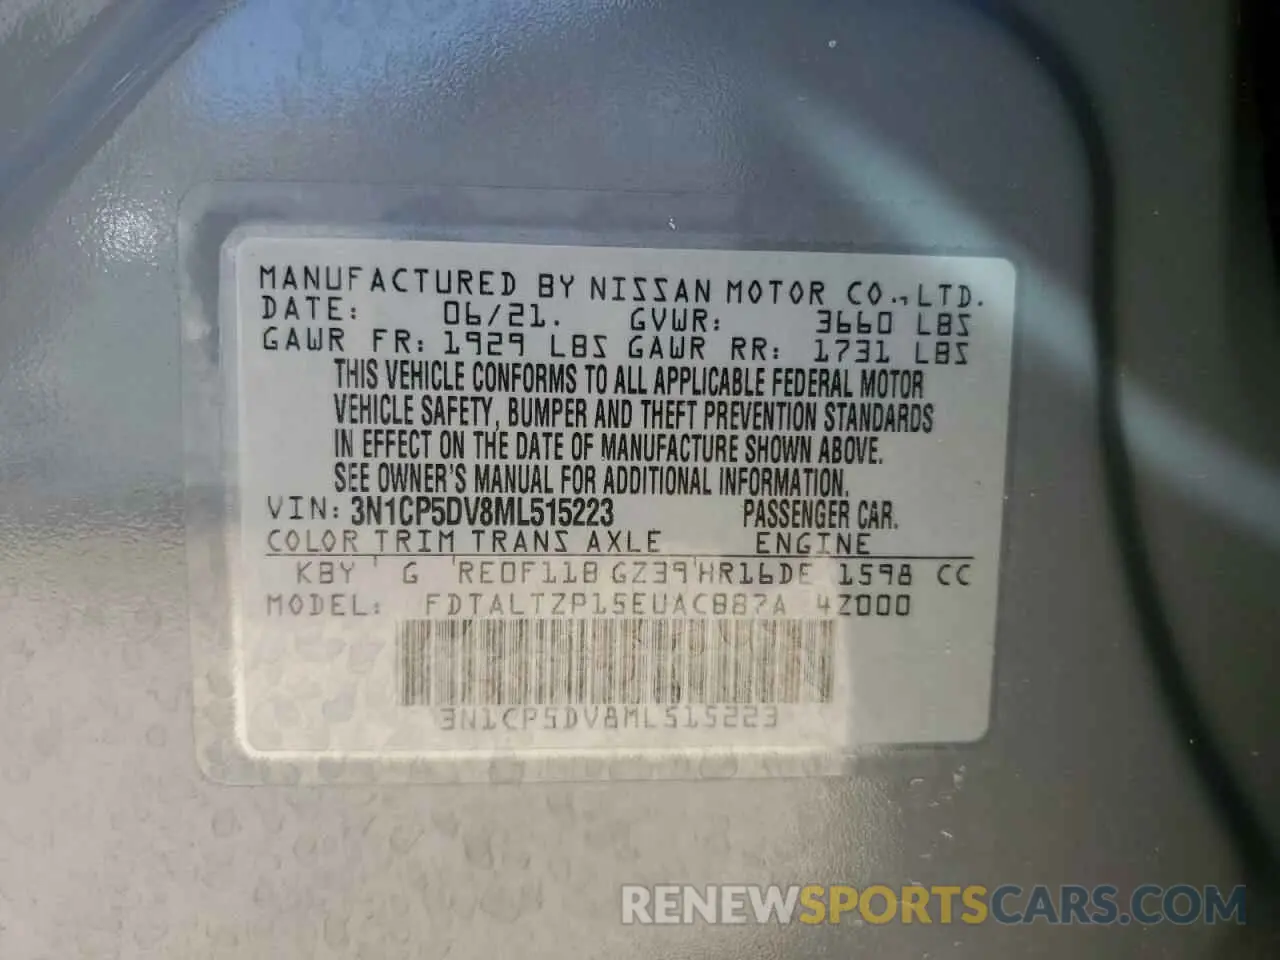 MANUFACTURED BY NISSAN MOTOR CO., LTD.
DATE: 06/21. GVWR: 3660 LBS
GAWR FR: 1929 LBS GAWR RR: 1731 LBS
THIS VEHICLE CONFORMS TO ALL APPLICABLE FEDERAL MOTOR
VEHICLE SAFETY, BUMPER AND THEFT PREVENTION STANDARDS
IN EFFECT ON THE DATE OF MANUFACTURE SHOWN ABOVE.
SEE OWNER'S MANUAL FOR ADDITIONAL INFORMATION.
VIN: 3N1CP5DV8ML515223 PASSENGER CAR.
COLOR TRIM TRANS AXLE ENGINE
KBY G RE0F11B GZ39 HR16DE 1598 CC
MODEL: FDTALTZP15EUACBB7A 4Z000
3N1CP5DV8ML515223
RENEWSPORTSCARS.COM